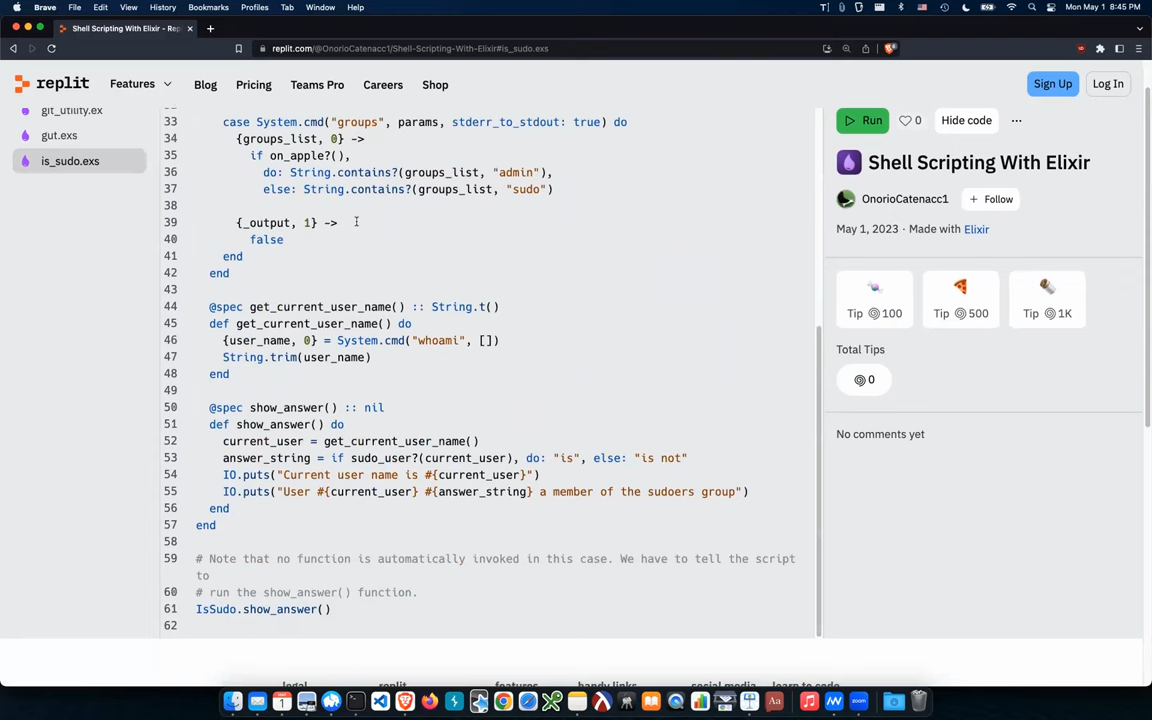 Brave File Edit View History Bookmarks Profiles Tab Window Help
Mon May 1 8:45 PM
Shell Scripting With Elixir - Rep
replit.com/@OnorioCatenacc1/Shell-Scripting-With-Elixir#is_sudo.exs
replit
Features
Blog
Pricing
Teams Pro
Careers
Shop
Sign Up
Log In
git_utility.ex
gut.exs
is_sudo.exs
33 case System.cmd("groups", params, stderr_to_stdout: true) do
34 {groups_list, 0} ->
35 if on_apple?(),
36 do: String.contains?(groups_list, "admin"),
37 else: String.contains?(groups_list, "sudo")
38
39 {_output, 1} ->
40 false
41 end
42 end
43
44 @spec get_current_user_name() :: String.t()
45 def get_current_user_name() do
46 {user_name, 0} = System.cmd("whoami", [])
47 String.trim(user_name)
48 end
49
50 @spec show_answer() :: nil
51 def show_answer() do
52 current_user = get_current_user_name()
53 answer_string = if sudo_user?(current_user), do: "is", else: "is not"
54 IO.puts("Current user name is #{current_user}")
55 IO.puts("User #{current_user} #{answer_string} a member of the sudoers group")
56 end
57 end
58
59 # Note that no function is automatically invoked in this case. We have to tell the script
to
60 # run the show_answer() function.
61 IsSudo.show_answer()
62
Run
0
Hide code
Shell Scripting With Elixir
OnorioCatenacc1
+ Follow
May 1, 2023 · Made with Elixir
Tip 100
Tip 500
Tip 1K
Total Tips
0
No comments yet